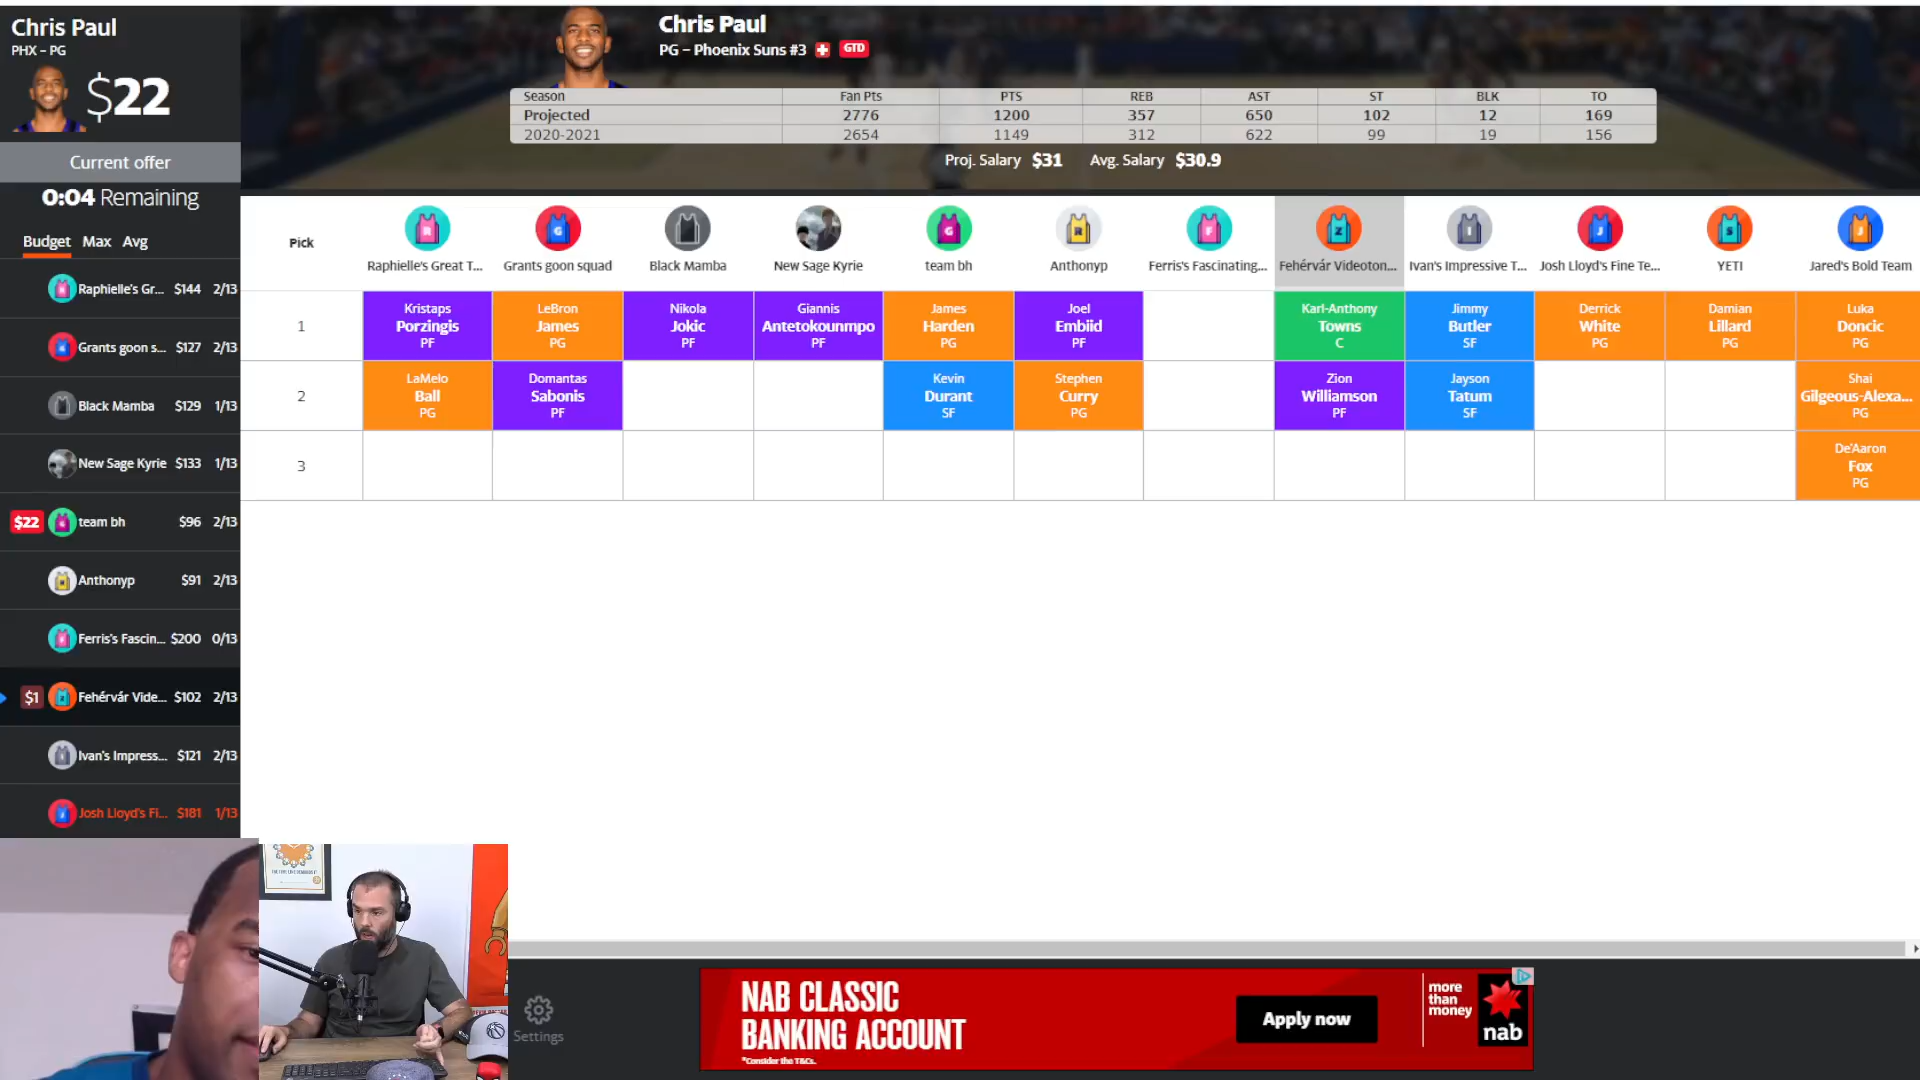 Chris Paul
PHX – PG
$22
Current offer
0:04 Remaining
Budget Max Avg
Raphielle's Gr... $144 2/13
Grants goon s... $127 2/13
Black Mamba $129 1/13
New Sage Kyrie $133 1/13
$22 team bh $96 2/13
Anthonyp $91 2/13
Ferris's Fascin... $200 0/13
$1 Fehérvár Vide... $102 2/13
Ivan's Impress... $121 2/13
Josh Lloyd's Fi... $181 1/13
Chris Paul
PG – Phoenix Suns #3 GTD
Season Fan Pts PTS REB AST ST BLK TO
Projected 2776 1200 357 650 102 12 169
2020-2021 2654 1149 312 622 99 19 156
Proj. Salary $31 Avg. Salary $30.9
Pick
Raphielle's Great T... Grants goon squad Black Mamba New Sage Kyrie team bh Anthonyp Ferris's Fascinating... Fehérvár Videoton... Ivan's Impressive T... Josh Lloyd's Fine Te... YETI Jared's Bold Team
1
Kristaps Porzingis PF
LeBron James PG
Nikola Jokic PF
Giannis Antetokounmpo PF
James Harden PG
Joel Embiid PF
Karl-Anthony Towns C
Jimmy Butler SF
Derrick White PG
Damian Lillard PG
Luka Doncic PG
2
LaMelo Ball PG
Domantas Sabonis PF
Kevin Durant SF
Stephen Curry PG
Zion Williamson PF
Jayson Tatum SF
Shai Gilgeous-Alexa... PG
3
De'Aaron Fox PG
Settings
NAB CLASSIC
BANKING ACCOUNT
*Consider the T&Cs.
Apply now
more
than
money
nab